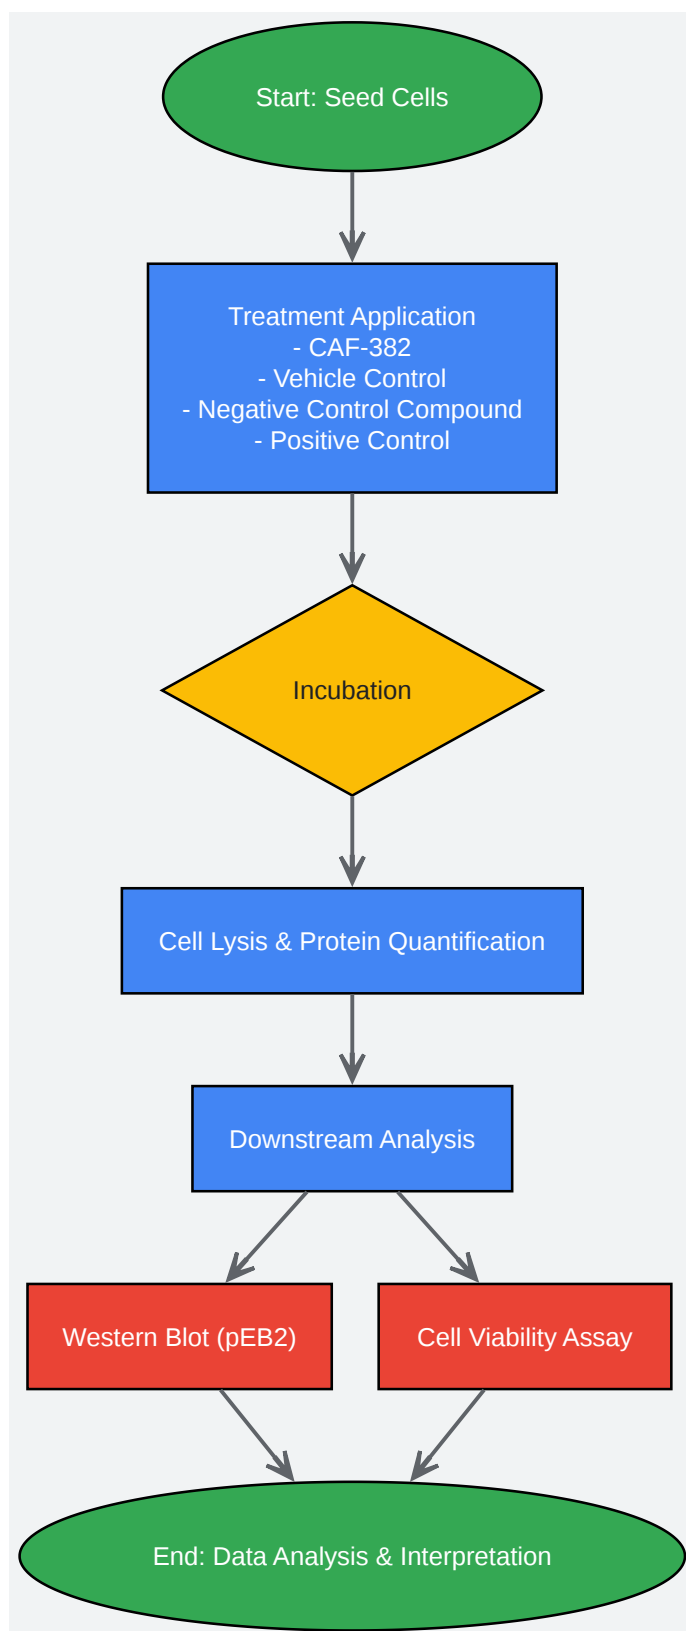 Start: Seed Cells
Treatment Application
- CAF-382
- Vehicle Control
- Negative Control Compound
- Positive Control
Incubation
Cell Lysis & Protein Quantification
Downstream Analysis
Western Blot (pEB2)
Cell Viability Assay
End: Data Analysis & Interpretation